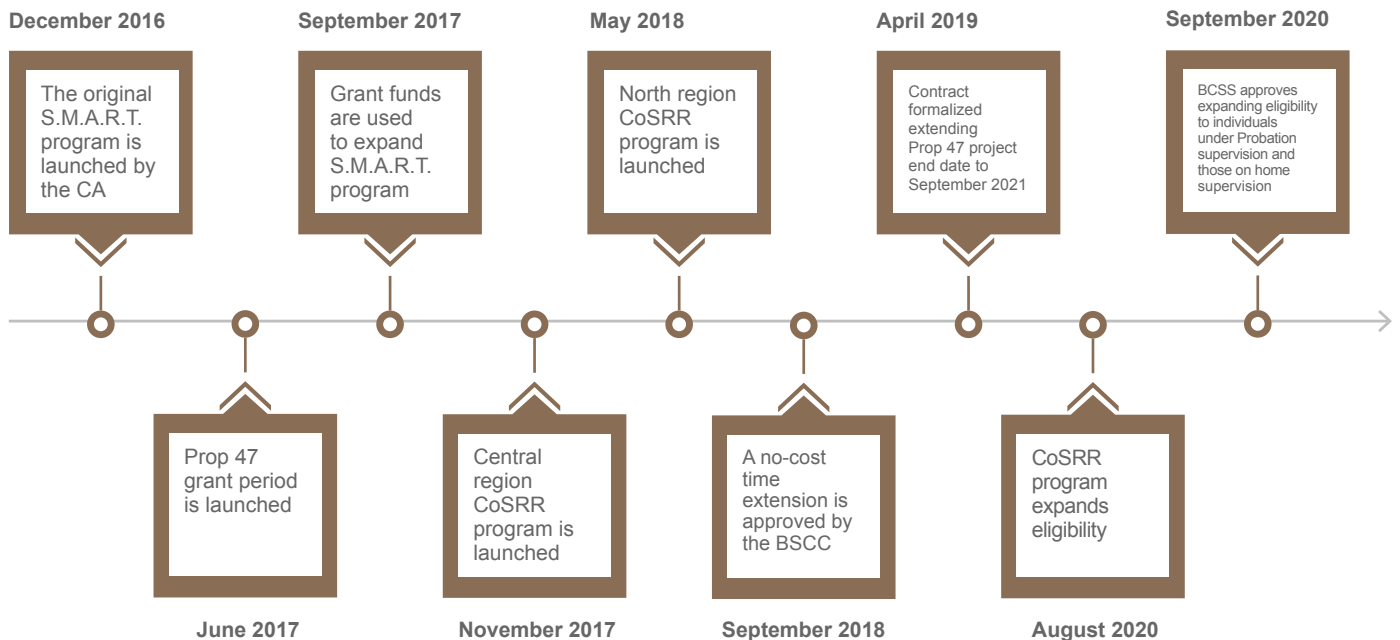 December 2016
September 2017
May 2018
April 2019
September 2020
The original
S.M.A.R.T.
program is
launched by
the CA
Grant funds
are used
to expand
S.M.A.R.T.
program
North region
CoSRR
program is
launched
Contract
formalized
extending
Prop 47 project
end date to
September 2021
BCSS approves
expanding eligibility
to individuals
under Probation
supervision and
those on home
supervision
Prop 47
grant period
is launched
Central
region
CoSRR
program is
launched
A no-cost
time
extension is
approved by
the BSCC
CoSRR
program
expands
eligibility
June 2017
November 2017
September 2018
August 2020